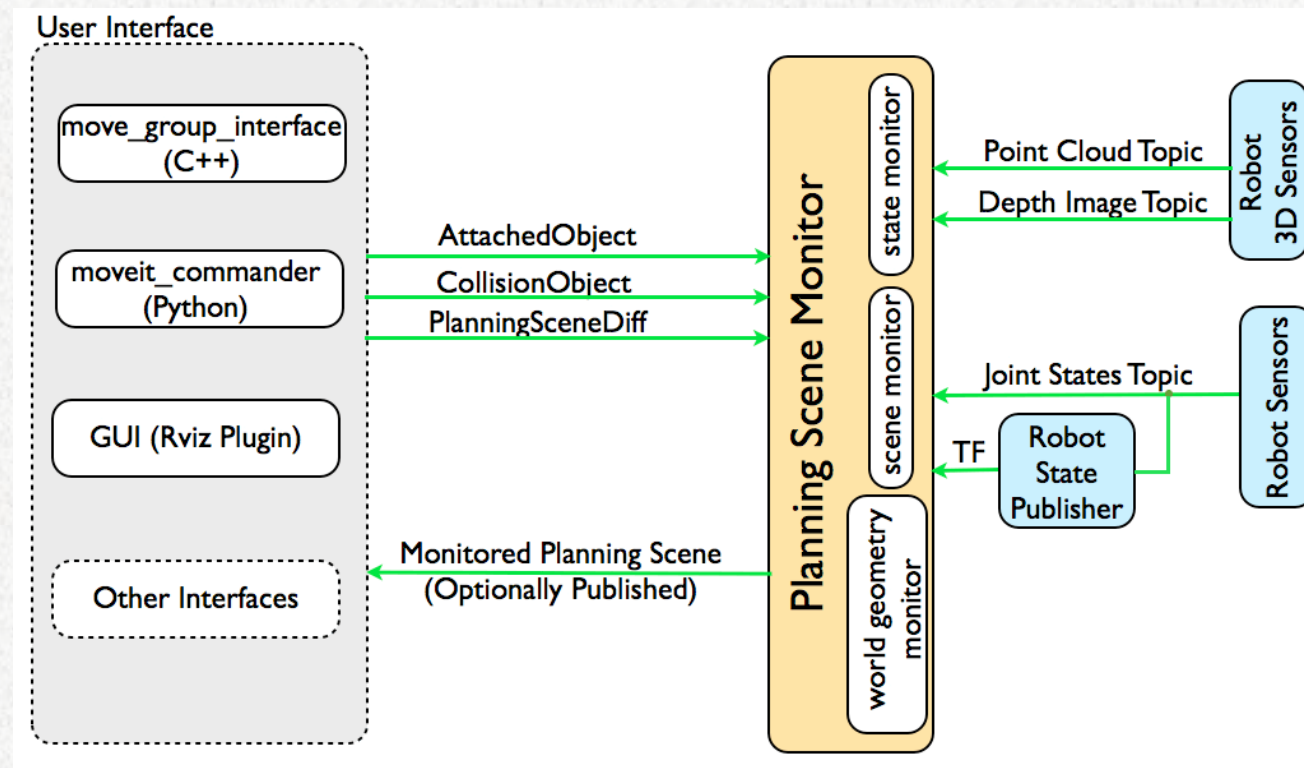 User Interface
move_group_interface
(C++)
moveit_commander
(Python)
GUI (Rviz Plugin)
Other Interfaces
AttachedObject
CollisionObject
PlanningSceneDiff
Monitored Planning Scene
(Optionally Published)
Planning Scene Monitor
state monitor
scene monitor
world geometry
monitor
Point Cloud Topic
Depth Image Topic
Joint States Topic
TF
Robot
State
Publisher
Robot
3D Sensors
Robot Sensors